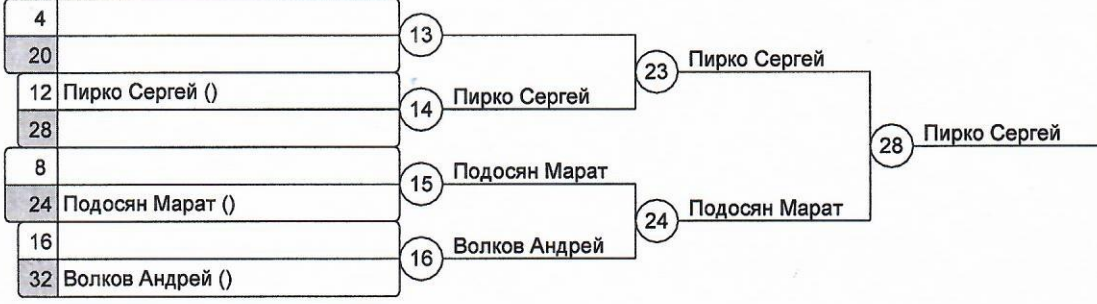 4
13
20
23 Пирко Сергей
12 Пирко Сергей ()
14 Пирко Сергей
28
28 Пирко Сергей
8
15 Подосян Марат
24 Подосян Марат ()
24 Подосян Марат
16
16 Волков Андрей
32 Волков Андрей ()